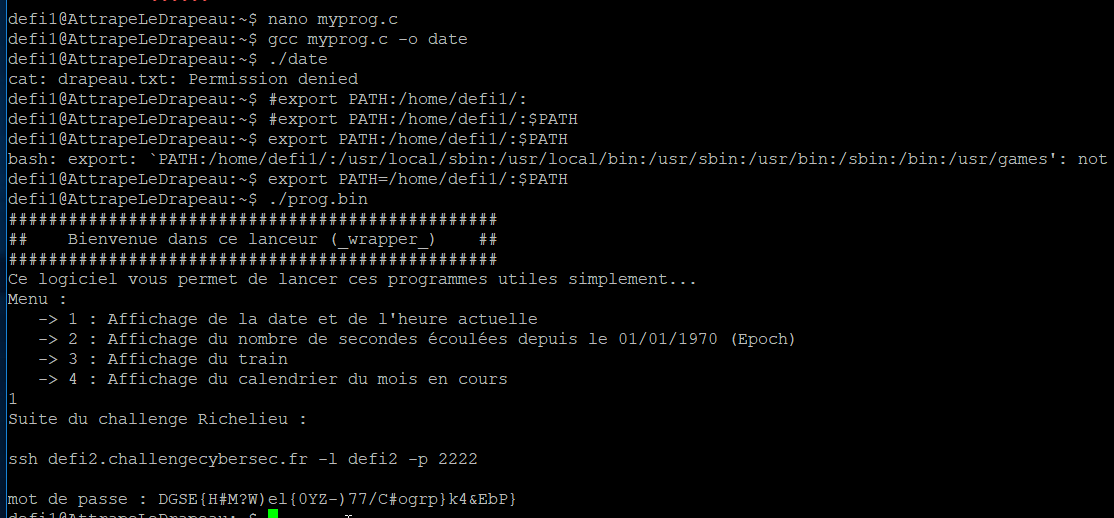 defi1@AttrapeLeDrapeau:~$ nano myprog.c
defi1@AttrapeLeDrapeau:~$ gcc myprog.c -o date
defi1@AttrapeLeDrapeau:~$ ./date
cat: drapeau.txt: Permission denied
defi1@AttrapeLeDrapeau:~$ #export PATH:/home/defi1/:
defi1@AttrapeLeDrapeau:~$ #export PATH:/home/defi1/:$PATH
defi1@AttrapeLeDrapeau:~$ export PATH:/home/defi1/:$PATH
bash: export: `PATH:/home/defi1/:/usr/local/sbin:/usr/local/bin:/usr/sbin:/usr/bin:/sbin:/bin:/usr/games': not
defi1@AttrapeLeDrapeau:~$ export PATH=/home/defi1/:$PATH
defi1@AttrapeLeDrapeau:~$ ./prog.bin
#################################################
##    Bienvenue dans ce lanceur (_wrapper_)    ##
#################################################
Ce logiciel vous permet de lancer ces programmes utiles simplement...
Menu :
   -> 1 : Affichage de la date et de l'heure actuelle
   -> 2 : Affichage du nombre de secondes écoulées depuis le 01/01/1970 (Epoch)
   -> 3 : Affichage du train
   -> 4 : Affichage du calendrier du mois en cours
1
Suite du challenge Richelieu :
ssh defi2.challengecybersec.fr -l defi2 -p 2222
mot de passe : DGSE{H#M?W)el{0YZ-)77/C#ogrp}k4&EbP}
defi1@AttrapeLeDrapeau:~$